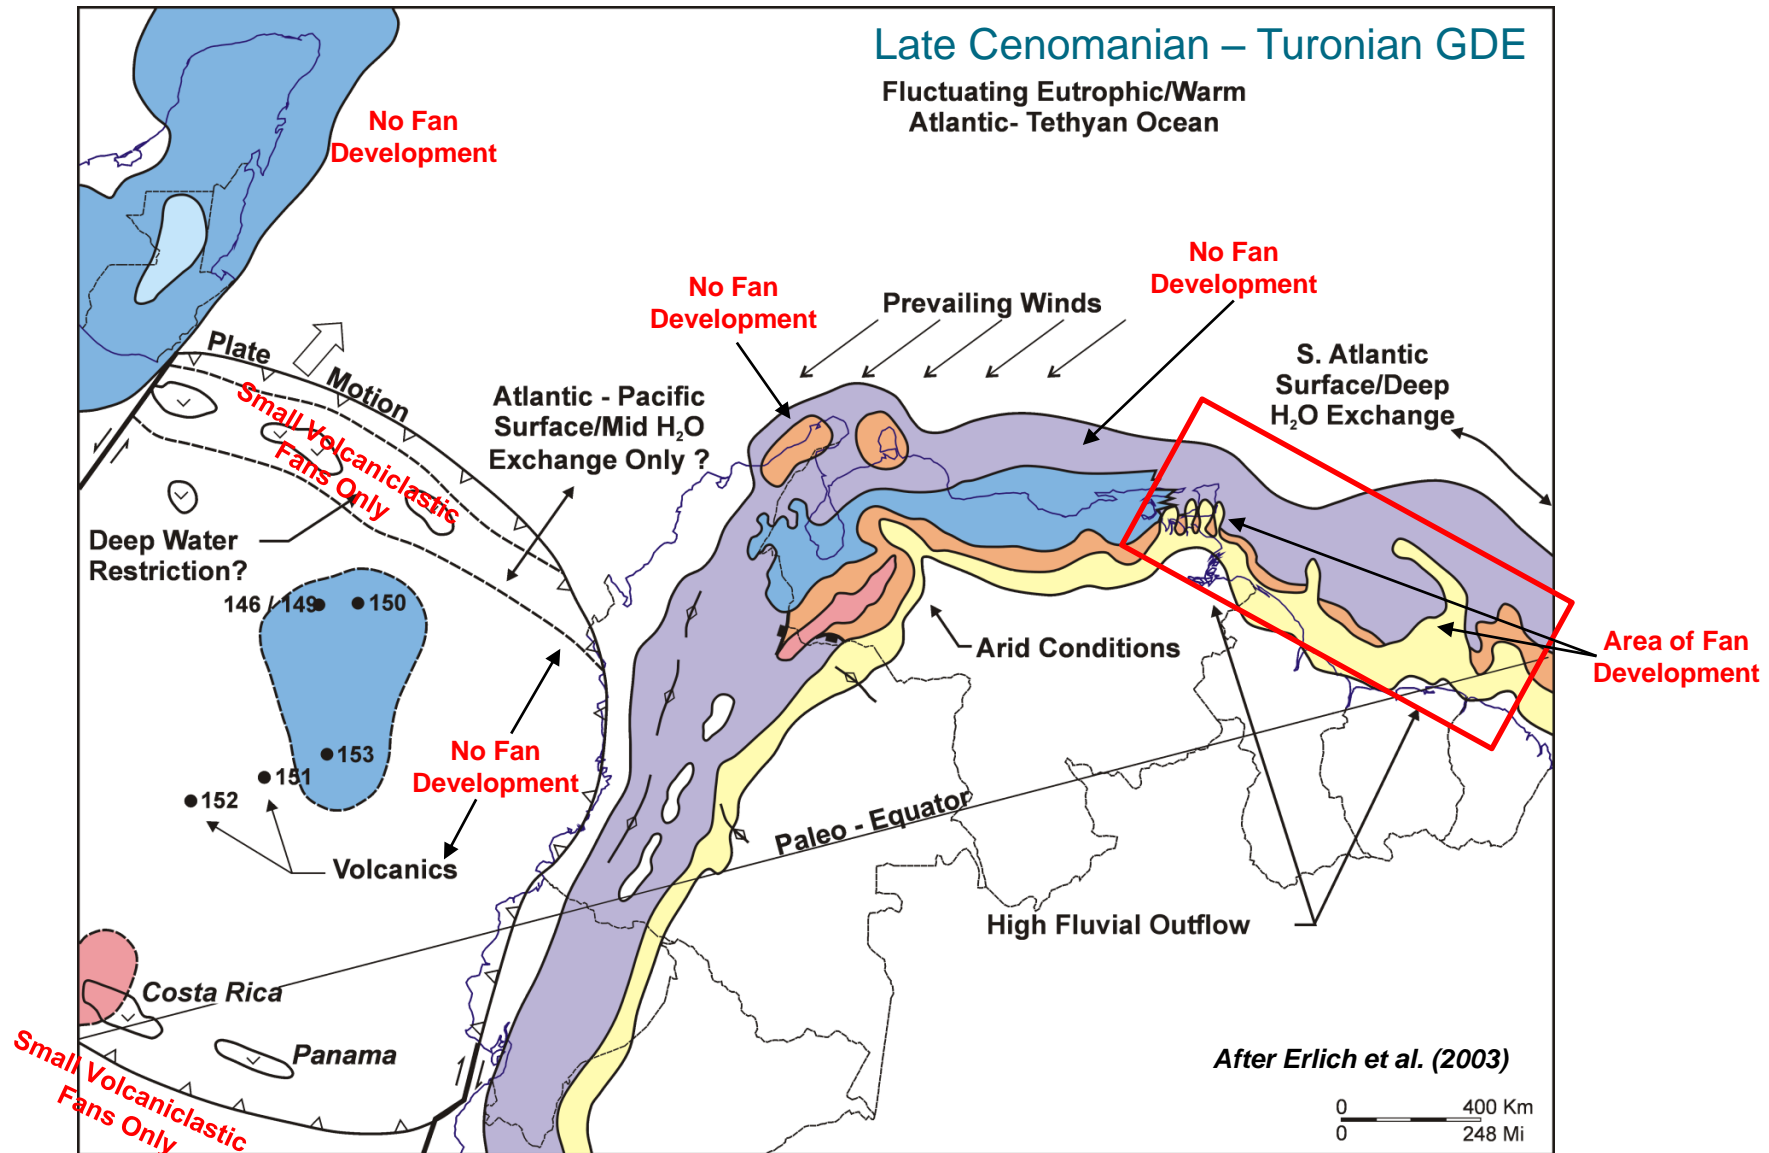 Late Cenomanian – Turonian GDE
Fluctuating Eutrophic/Warm
Atlantic- Tethyan Ocean
No Fan
Development
No Fan
Development
No Fan
Development
Prevailing Winds
S. Atlantic
Surface/Deep
H₂O Exchange
Plate
Motion
Small Volcaniclastic
Fans Only
Atlantic - Pacific
Surface/Mid H₂O
Exchange Only ?
Deep Water
Restriction?
146 / 149
150
Arid Conditions
Area of Fan
Development
No Fan
Development
153
151
152
Volcanics
Paleo - Equator
High Fluvial Outflow
Costa Rica
Panama
Small Volcaniclastic
Fans Only
After Erlich et al. (2003)
0 400 Km
0 248 Mi